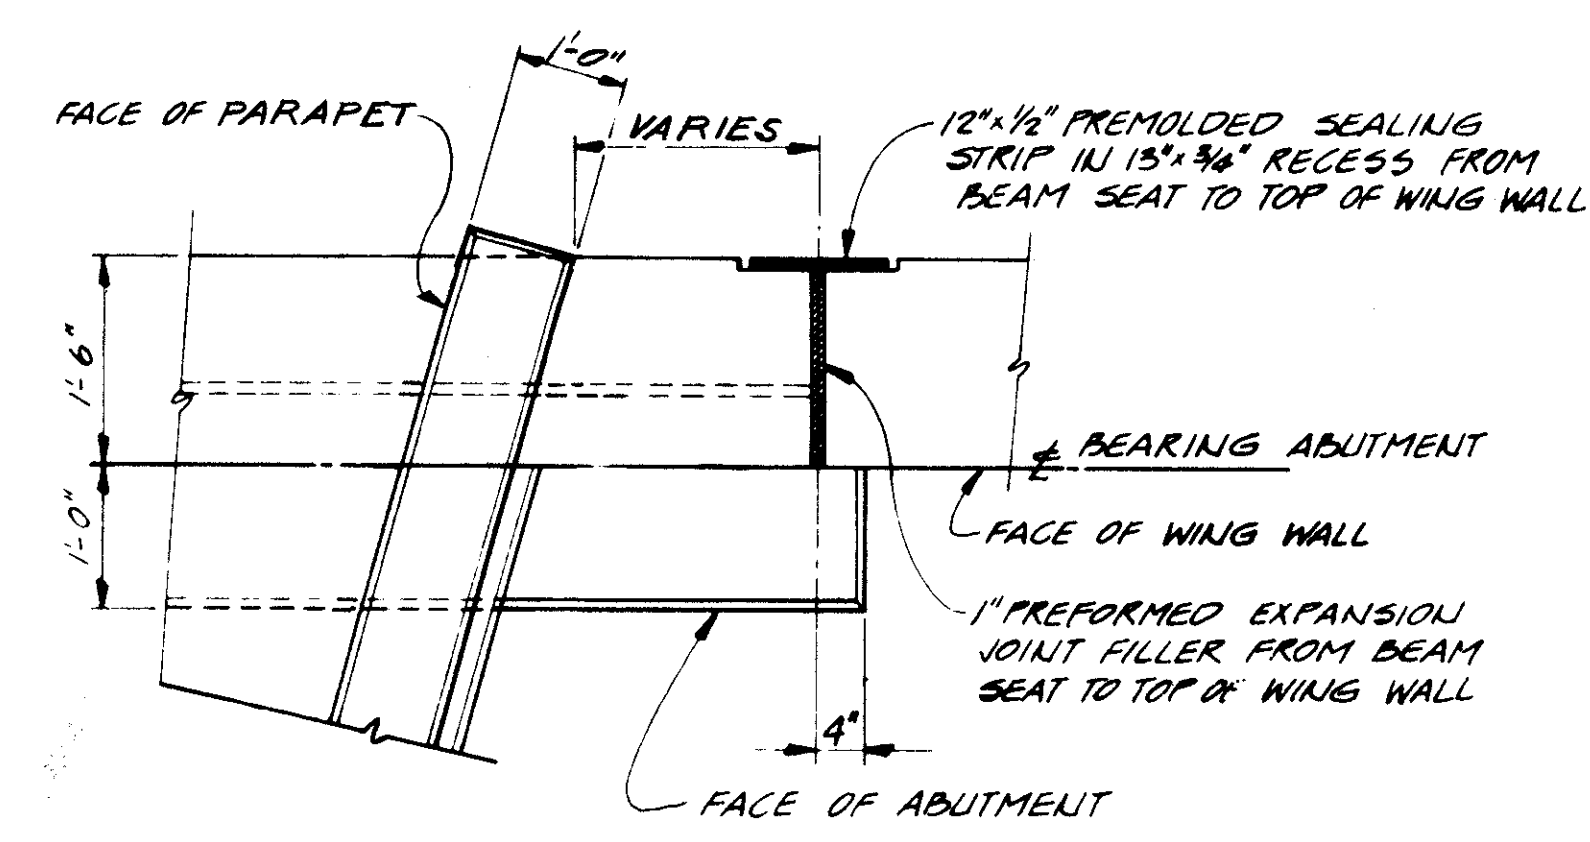 1'-0"
FACE OF PARAPET
VARIES
12"x½" PREMOLDED SEALING
STRIP IN 13"x¾" RECESS FROM
BEAM SEAT TO TOP OF WING WALL
1'-6"
℄ BEARING ABUTMENT
1'-0"
FACE OF WING WALL
1" PREFORMED EXPANSION
JOINT FILLER FROM BEAM
SEAT TO TOP OF WING WALL
4"
FACE OF ABUTMENT